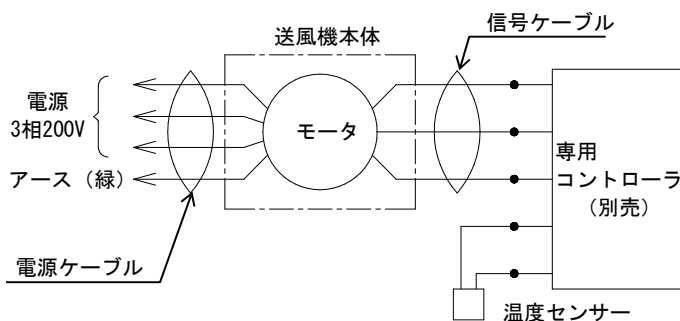 送風機本体
信号ケーブル
電源
3相200V
モータ
アース（緑）
専用
コントローラ
（別売）
電源ケーブル
温度センサー